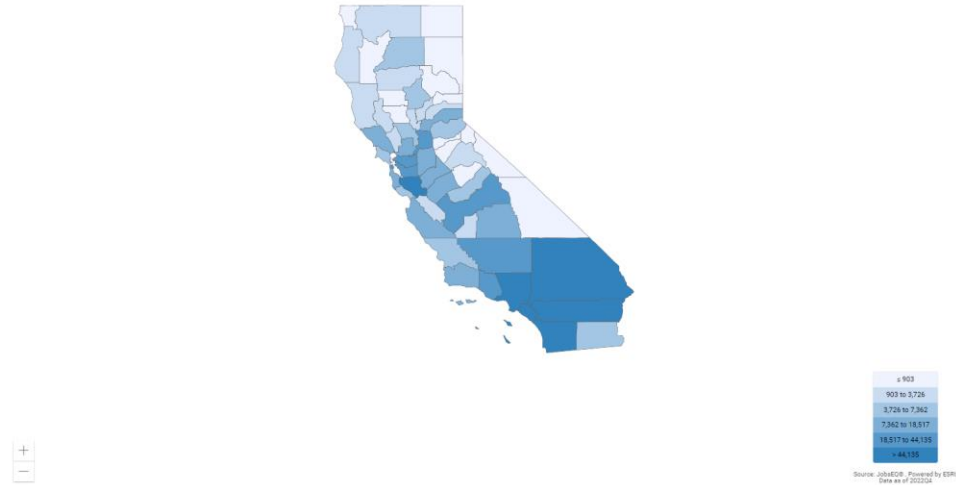 ≤ 903
903 to 3,726
3,726 to 7,362
7,362 to 18,517
18,517 to 44,135
> 44,135
Source: JobsEQ®, Powered by ESRI
Data as of 2022Q4